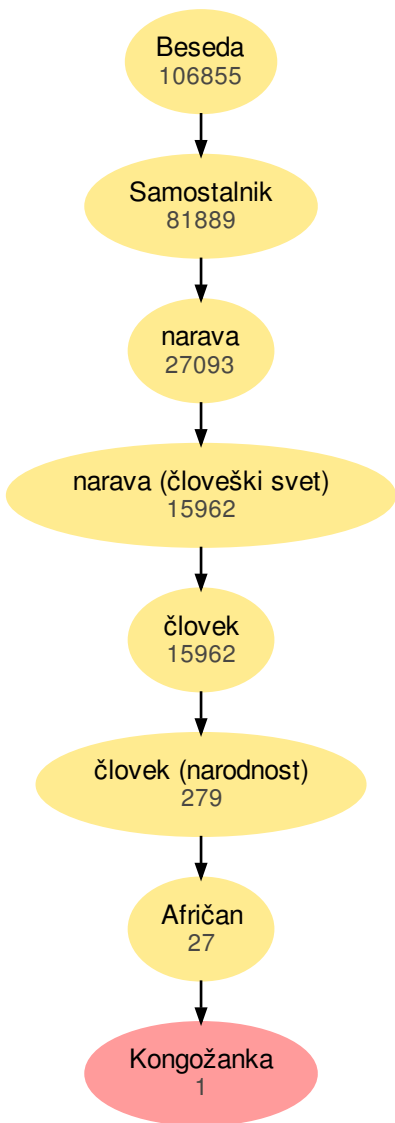 Beseda
106855
Samostalnik
81889
narava
27093
narava (človeški svet)
15962
človek
15962
človek (narodnost)
279
Afričan
27
Kongožanka
1